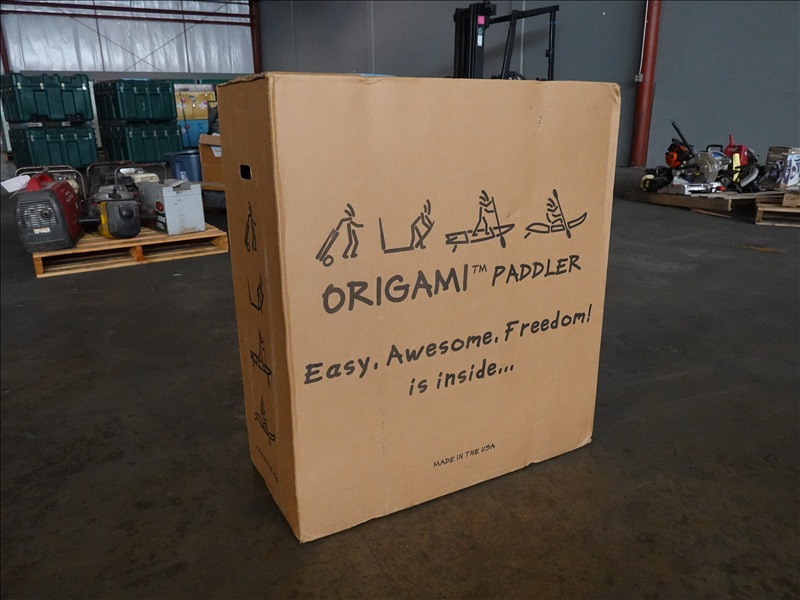 ORIGAMI™ PADDLER
Easy. Awesome. Freedom!
is inside...
MADE IN THE USA